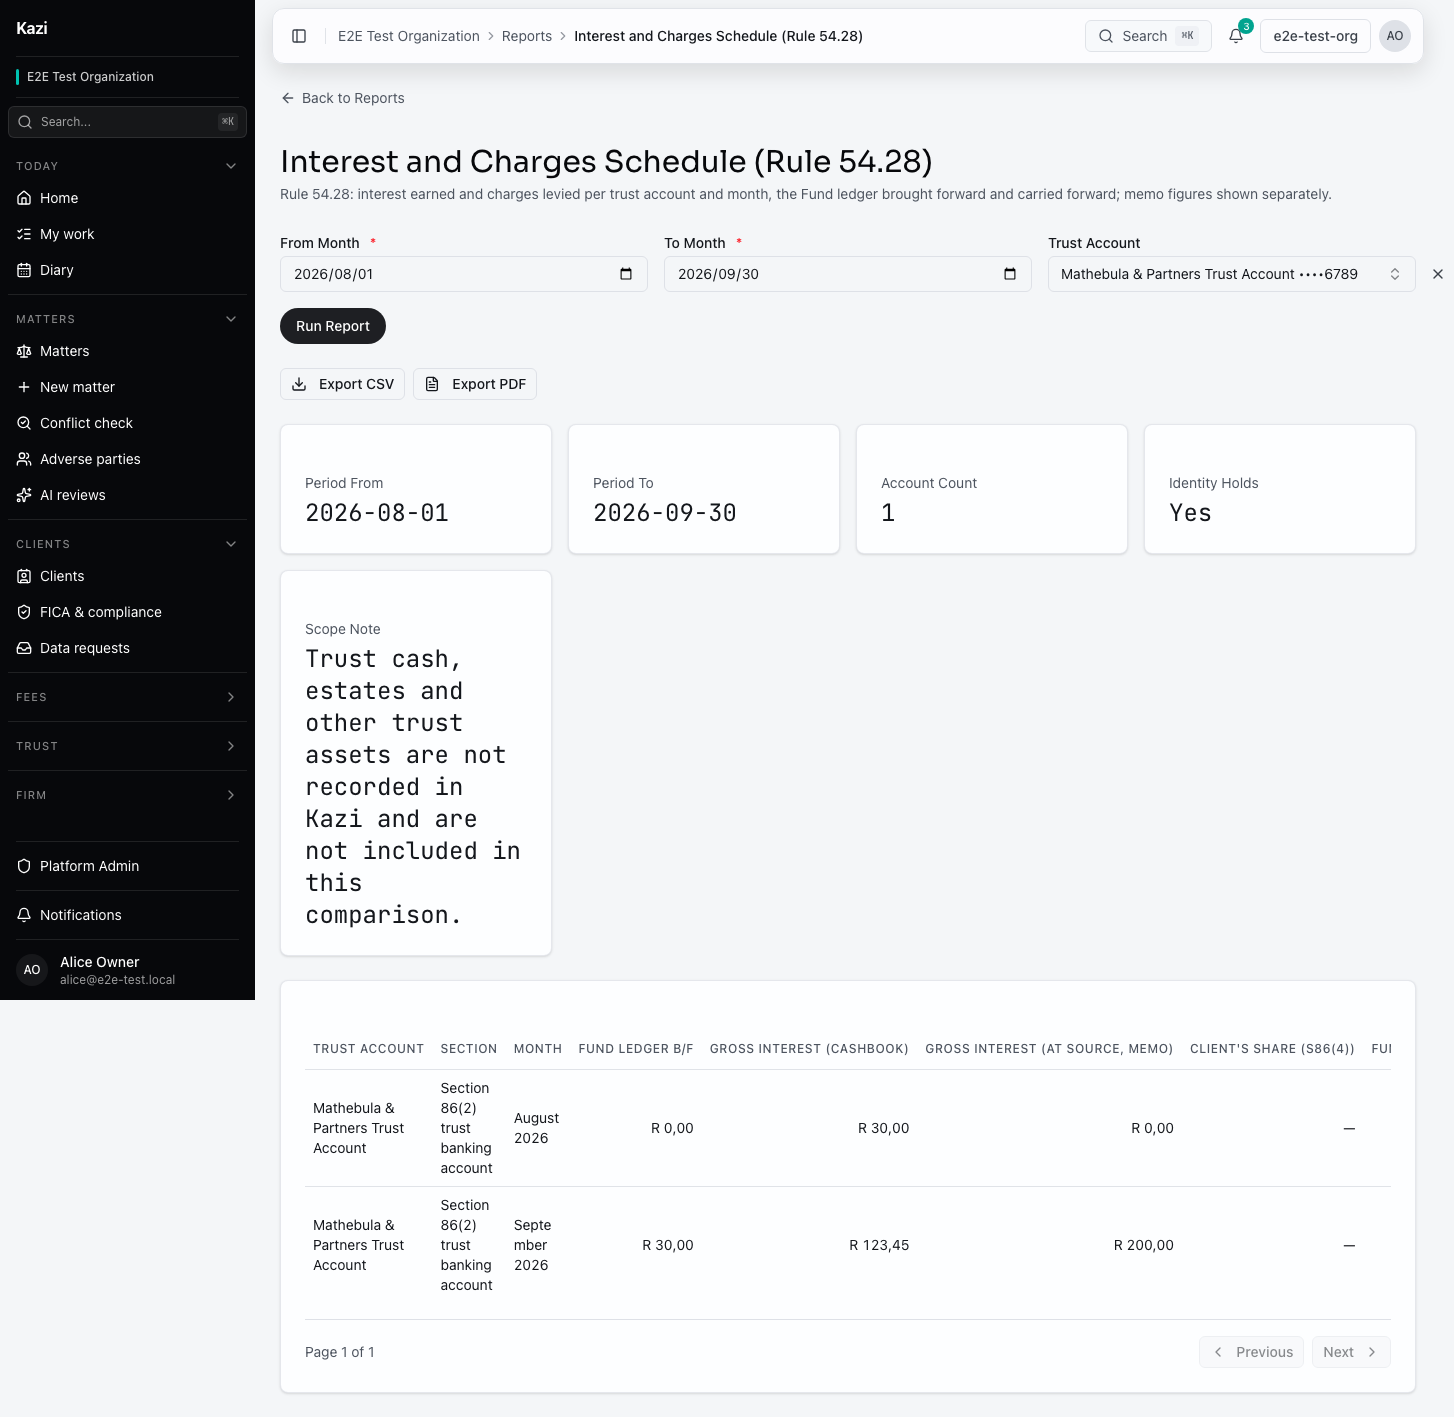 Kazi
E2E Test Organization
Search...
⌘K
TODAY
Home
My work
Diary
MATTERS
Matters
New matter
Conflict check
Adverse parties
AI reviews
CLIENTS
Clients
FICA & compliance
Data requests
FEES
TRUST
FIRM
Platform Admin
Notifications
AO
Alice Owner
alice@e2e-test.local
E2E Test Organization > Reports > Interest and Charges Schedule (Rule 54.28)
Search ⌘K
3
e2e-test-org
AO
Back to Reports
Interest and Charges Schedule (Rule 54.28)
Rule 54.28: interest earned and charges levied per trust account and month, the Fund ledger brought forward and carried forward; memo figures shown separately.
From Month *
2026/08/01
To Month *
2026/09/30
Trust Account
Mathebula & Partners Trust Account ••••6789
Run Report
Export CSV
Export PDF
Period From
2026-08-01
Period To
2026-09-30
Account Count
1
Identity Holds
Yes
Scope Note
Trust cash,
estates and
other trust
assets are not
recorded in
Kazi and are
not included in
this
comparison.
TRUST ACCOUNT SECTION MONTH FUND LEDGER B/F GROSS INTEREST (CASHBOOK) GROSS INTEREST (AT SOURCE, MEMO) CLIENT'S SHARE (S86(4))
Mathebula &
Partners Trust
Account
Section
86(2)
trust
banking
account
August
2026
R 0,00
R 30,00
R 0,00
—
Mathebula &
Partners Trust
Account
Section
86(2)
trust
banking
account
Septe
mber
2026
R 30,00
R 123,45
R 200,00
—
Page 1 of 1
Previous
Next